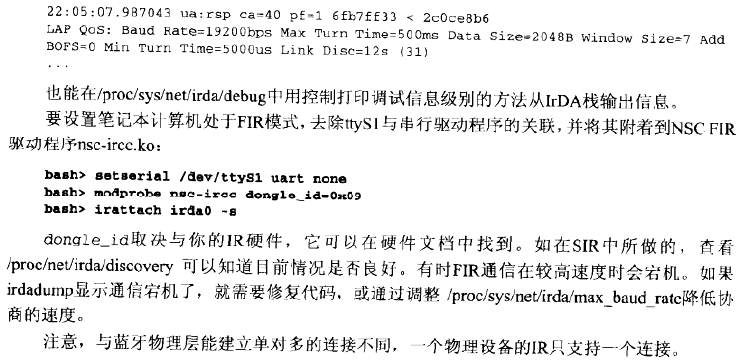 22:05:07.987043 ua:rsp ca=40 pf=1 6fb7ff33 < 2c0ce8b6
LAP QoS: Baud Rate=19200bps Max Turn Time=500ms Data Size=2048B Window Size=7 Add
BOFS=0 Min Turn Time=5000us Link Disc=12s (31)
...
也能在/proc/sys/net/irda/debug中用控制打印调试信息级别的方法从IrDA栈输出信息。
要设置笔记本计算机处于FIR模式，去除ttyS1与串行驱动程序的关联，并将其附着到NSC FIR
驱动程序nsc-ircc.ko：
bash> setserial /dev/ttyS1 uart none
bash> modprobe nsc-ircc dongle_id=0x09
bash> irattach irda0 -s
dongle_id取决与你的IR硬件，它可以在硬件文档中找到。如在SIR中所做的，查看
/proc/net/irda/discovery 可以知道目前情况是否良好。有时FIR通信在较高速度时会宕机。如果
irdadump显示通信宕机了，就需要修复代码，或通过调整 /proc/sys/net/irda/max_baud_rate降低协
商的速度。
注意，与蓝牙物理层能建立单对多的连接不同，一个物理设备的IR只支持一个连接。